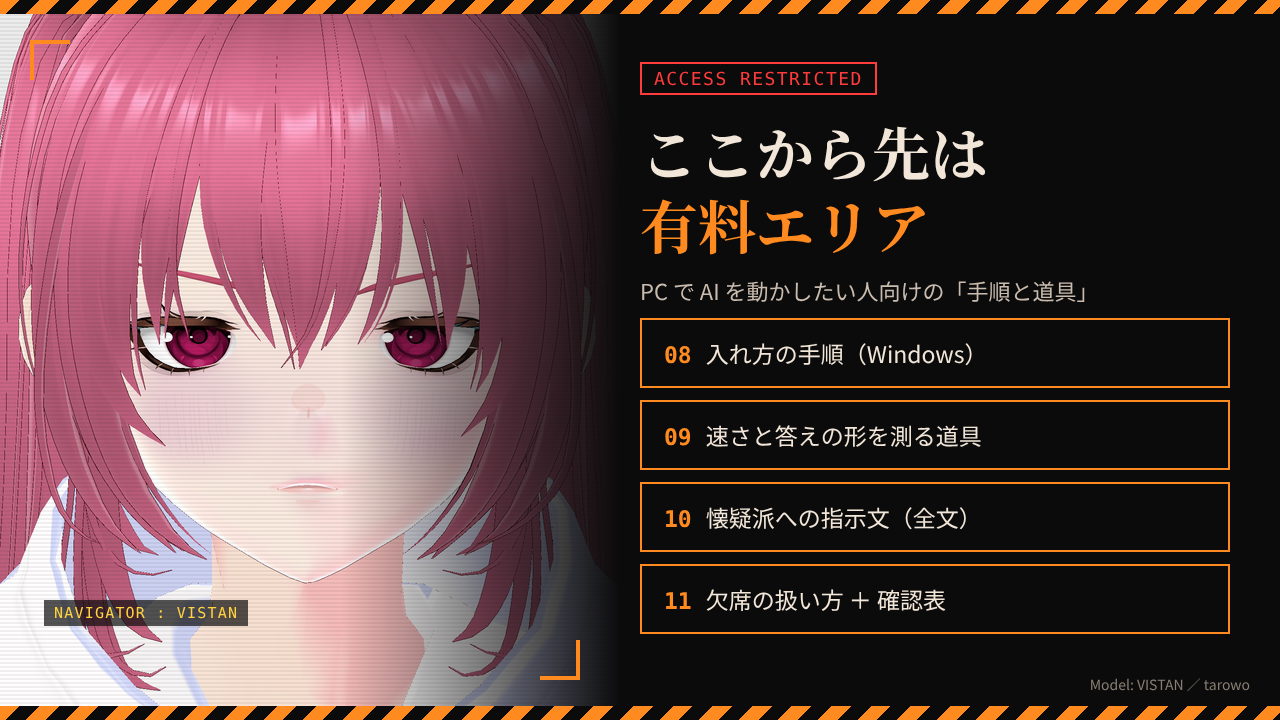 ACCESS RESTRICTED
ここから先は
有料エリア
PC で AI を動かしたい人向けの「手順と道具」
08 入れ方の手順（Windows）
09 速さと答えの形を測る道具
10 懐疑派への指示文（全文）
11 欠席の扱い方 ＋ 確認表
NAVIGATOR : VISTAN
Model: VISTAN ／ tarowo